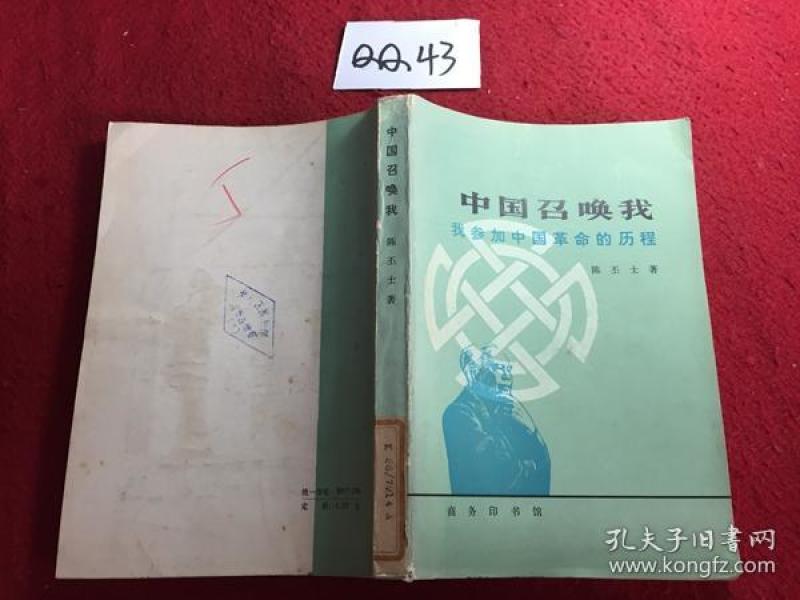 QQ.43
中国召唤我
我参加中国革命的历程
陈丕士著
商务印书馆
中国召唤我
陈丕士著
孔夫子旧书网
www.kongfz.com